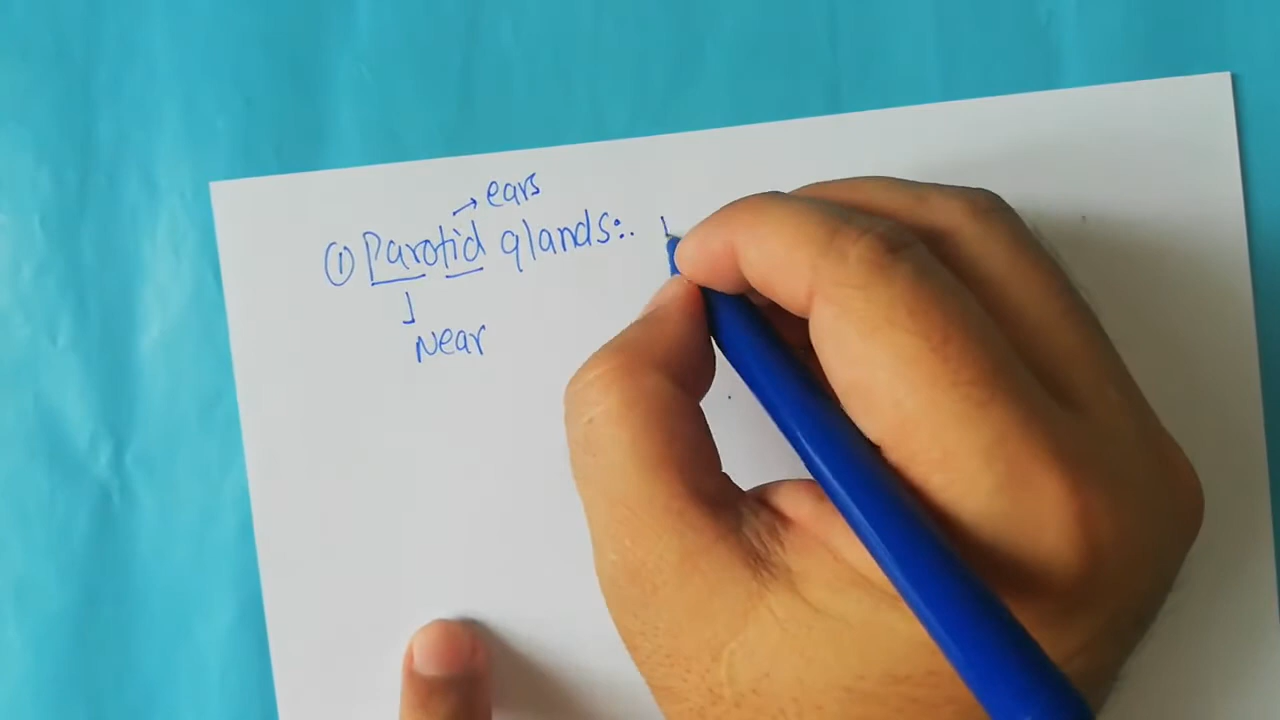 → ears
① Parotid glands:.
Near